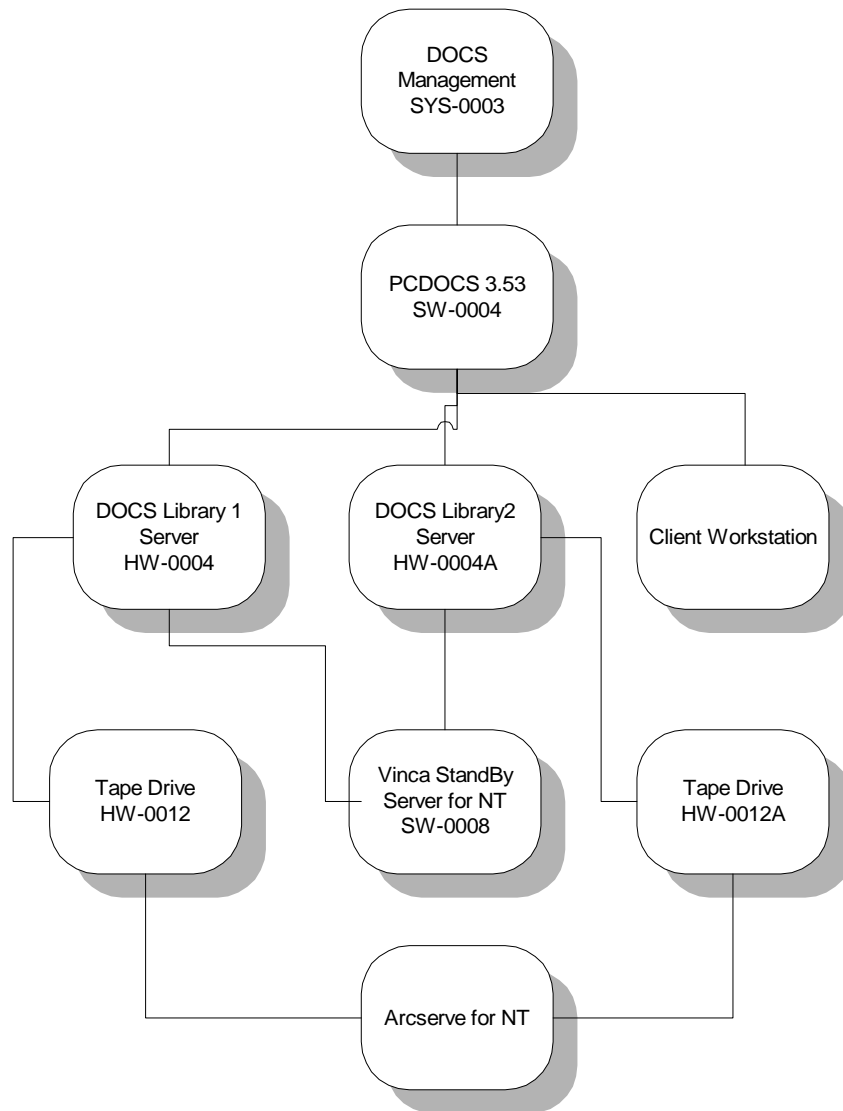 DOCS
Management
SYS-0003
PCDOCS 3.53
SW-0004
DOCS Library 1
Server
HW-0004
DOCS Library2
Server
HW-0004A
Client Workstation
Tape Drive
HW-0012
Vinca StandBy
Server for NT
SW-0008
Tape Drive
HW-0012A
Arcserve for NT